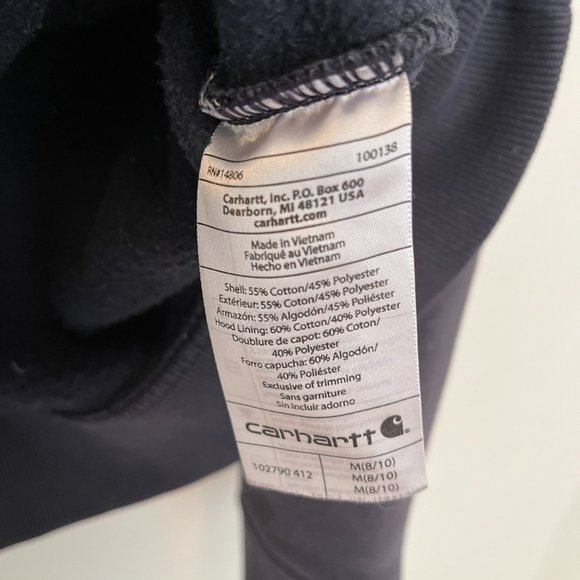 RN#14806 100138
Carhartt, Inc. P.O. Box 600
Dearborn, MI 48121 USA
carhartt.com
Made in Vietnam
Fabriqué au Vietnam
Hecho en Vietnam
Shell: 55% Cotton/45% Polyester
Extérieur: 55% Coton/45% Polyester
Armazón: 55% Algodón/45% Poliéster
Hood Lining: 60% Cotton/40% Polyester
Doublure de capot: 60% Coton/
40% Polyester
Forro capucha: 60% Algodón/
40% Poliéster
Exclusive of trimming
Sans garniture
Sin incluir adorno
carhartt
102790 412 M(8/10)
M(8/10)
M(8/10)